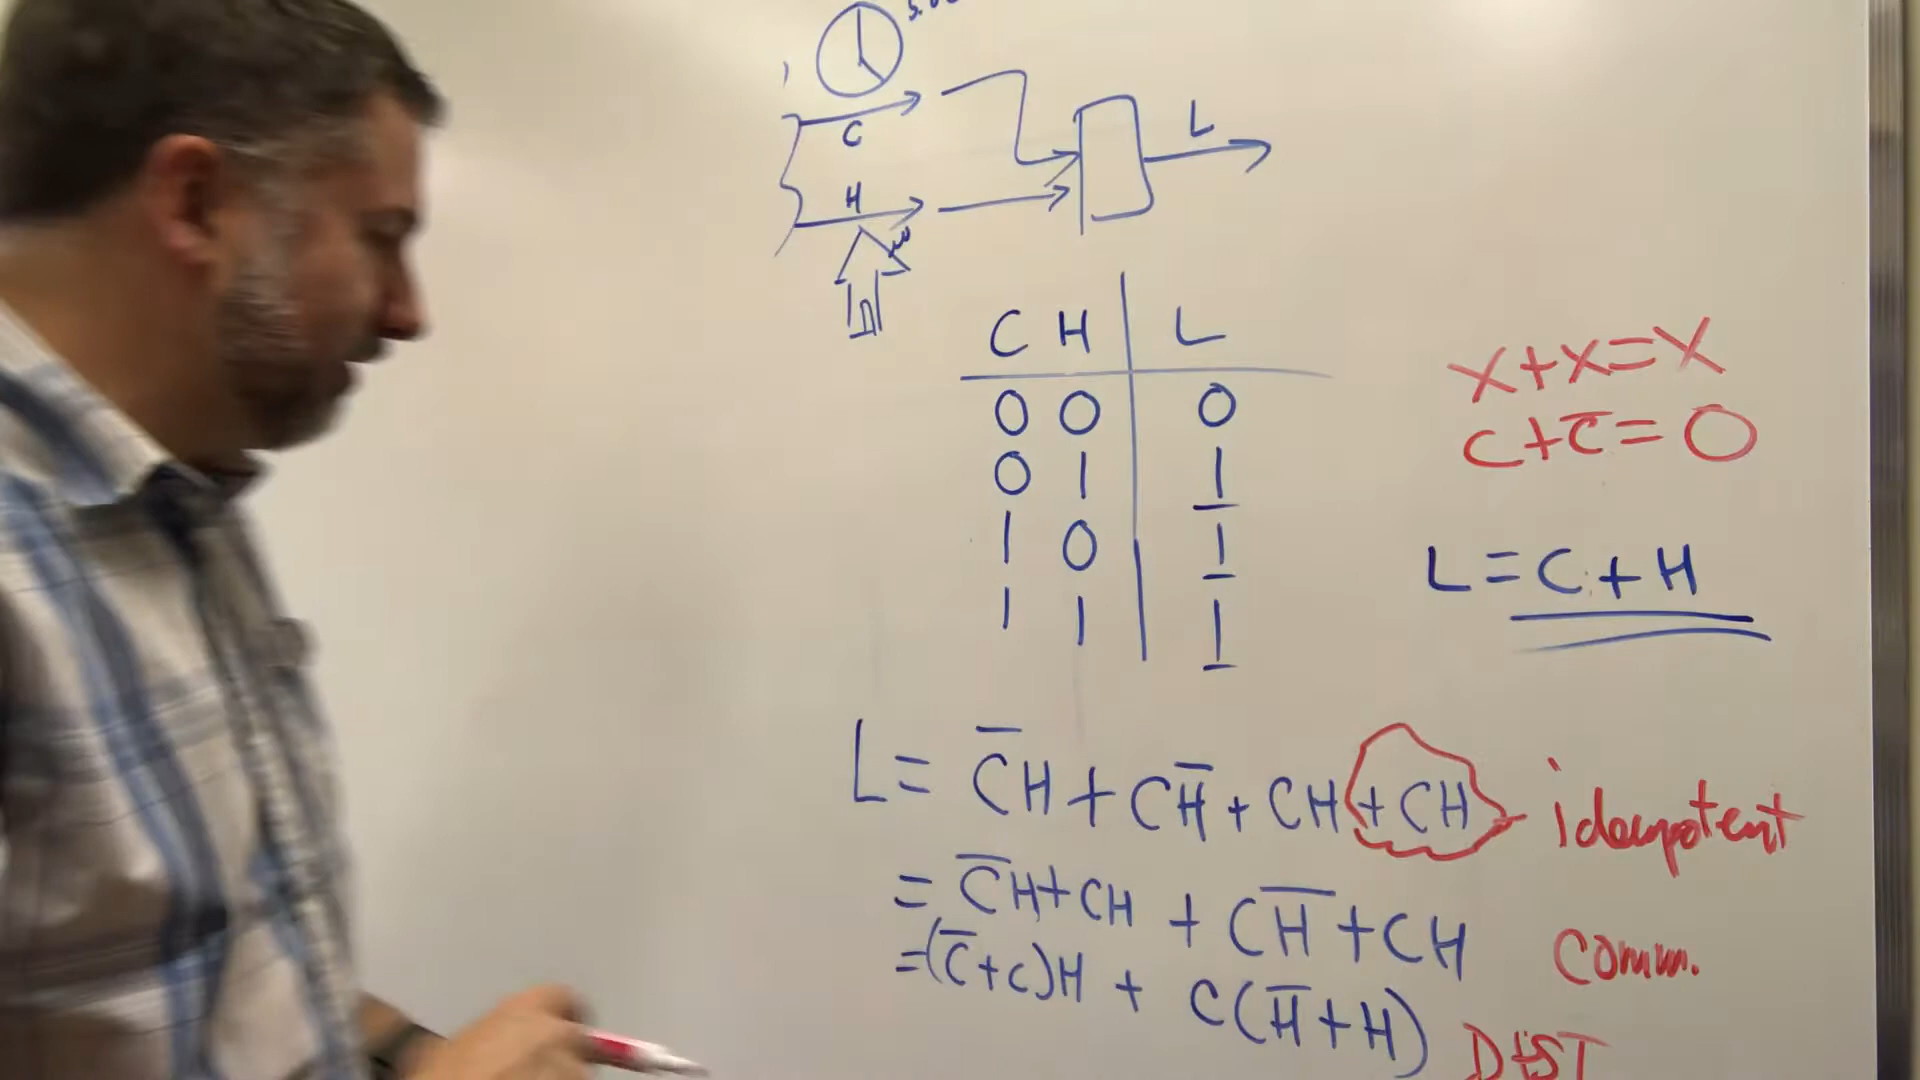 C
H
L
C H L
0 0 0
0 1 1
1 0 1
1 1 1
X+X=X
C+C̅=0
L=C+H
L= C̅H+CH̅+CH+CH idempotent
= C̅H+CH + CH̅+CH Comm.
=(C̅+C)H + C(H̅+H) DIST